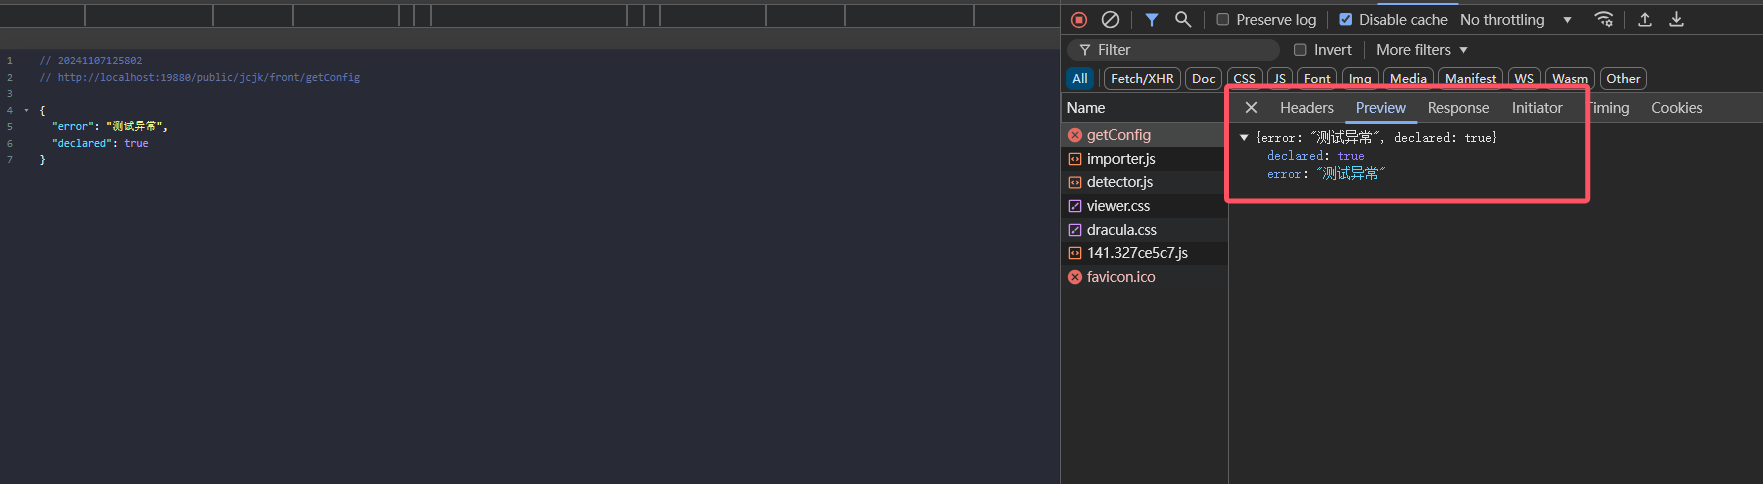 1 // 20241107125802
2 // http://localhost:19880/public/jcjk/front/getConfig
3
4 {
5 "error": "测试异常",
6 "declared": true
7 }
Preserve log Disable cache No throttling
Filter Invert More filters
All Fetch/XHR Doc CSS JS Font Img Media Manifest WS Wasm Other
Name
getConfig
importer.js
detector.js
viewer.css
dracula.css
141.327ce5c7.js
favicon.ico
Headers Preview Response Initiator Timing Cookies
{error: "测试异常", declared: true}
declared: true
error: "测试异常"